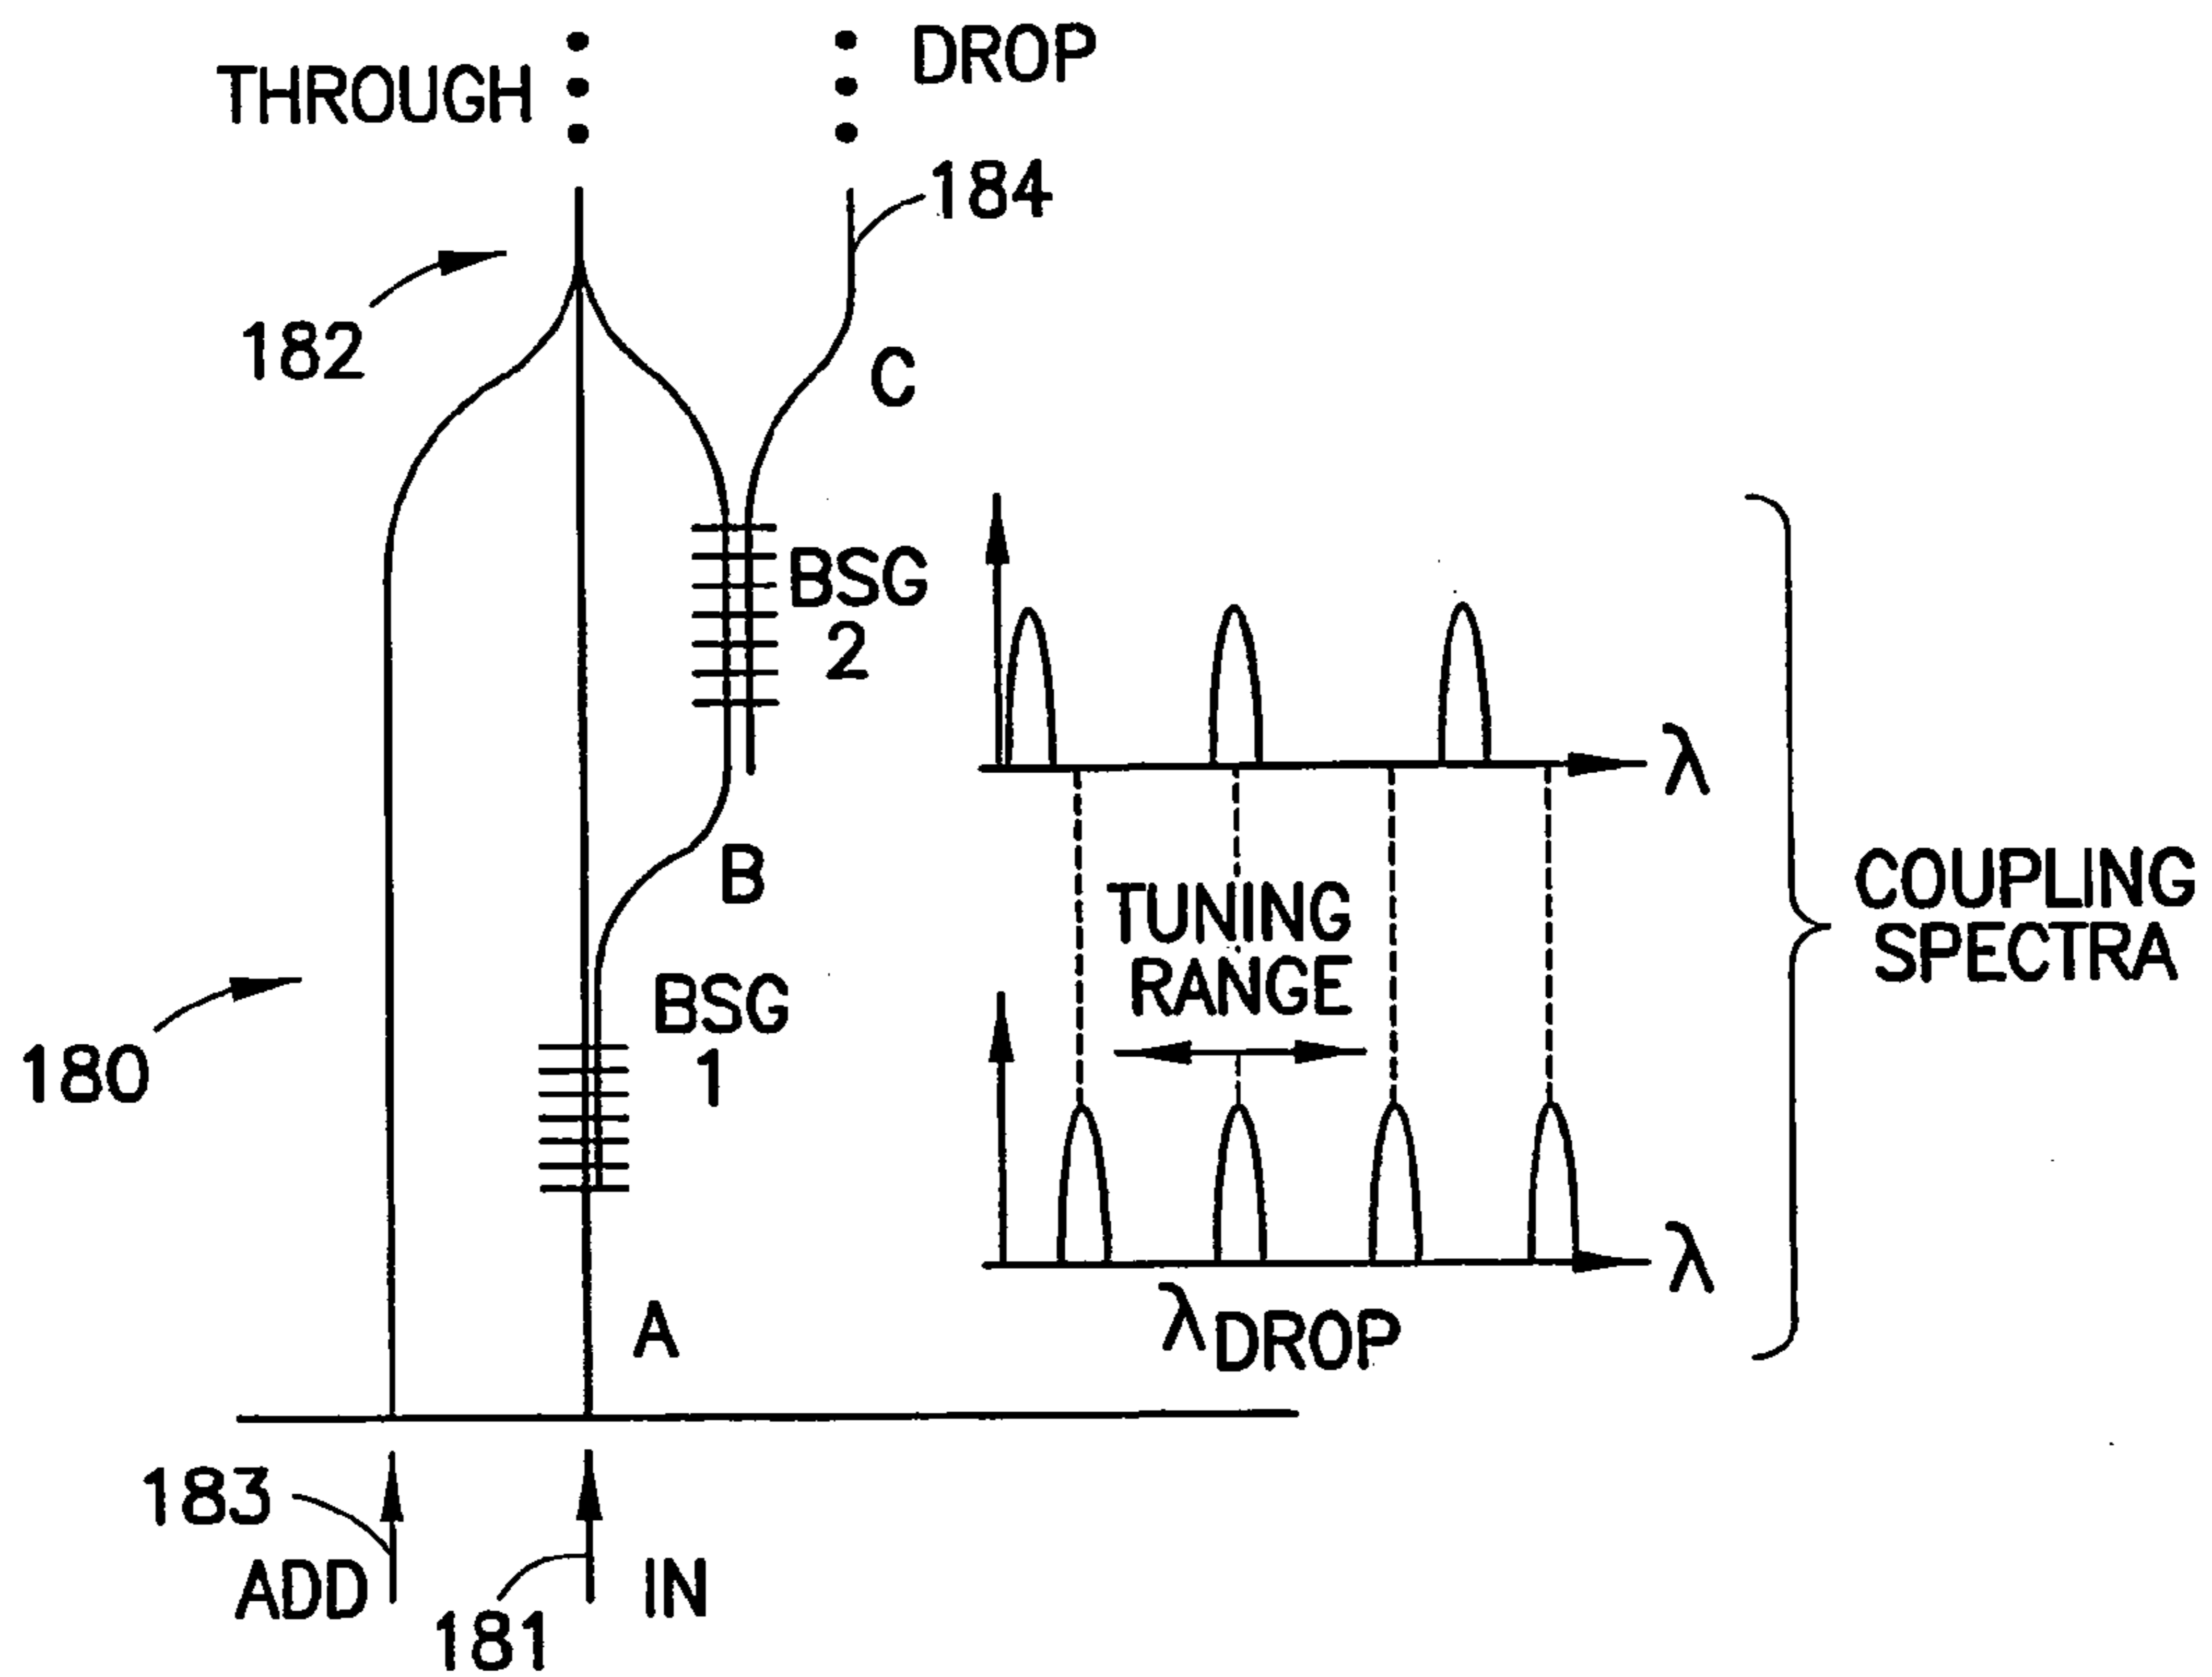 THROUGH
DROP
184
182
C
BSG
2
λ
B
TUNING
RANGE
COUPLING
SPECTRA
BSG
1
180
λ
A
λDROP
183
ADD
181
IN